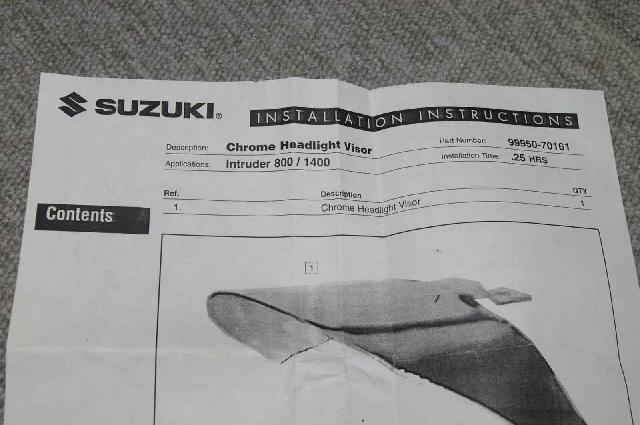 SUZUKI®
INSTALLATION INSTRUCTIONS
Description: Chrome Headlight Visor
Part Number: 99950-70161
Applications: Intruder 800 / 1400
Installation Time: .25 HRS
Ref. Description QTY
1. Chrome Headlight Visor 1
Contents
1